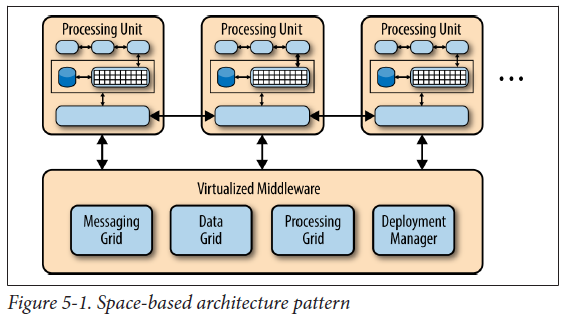 Processing Unit
Processing Unit
Processing Unit
...
Virtualized Middleware
Messaging
Grid
Data
Grid
Processing
Grid
Deployment
Manager
Figure 5-1. Space-based architecture pattern